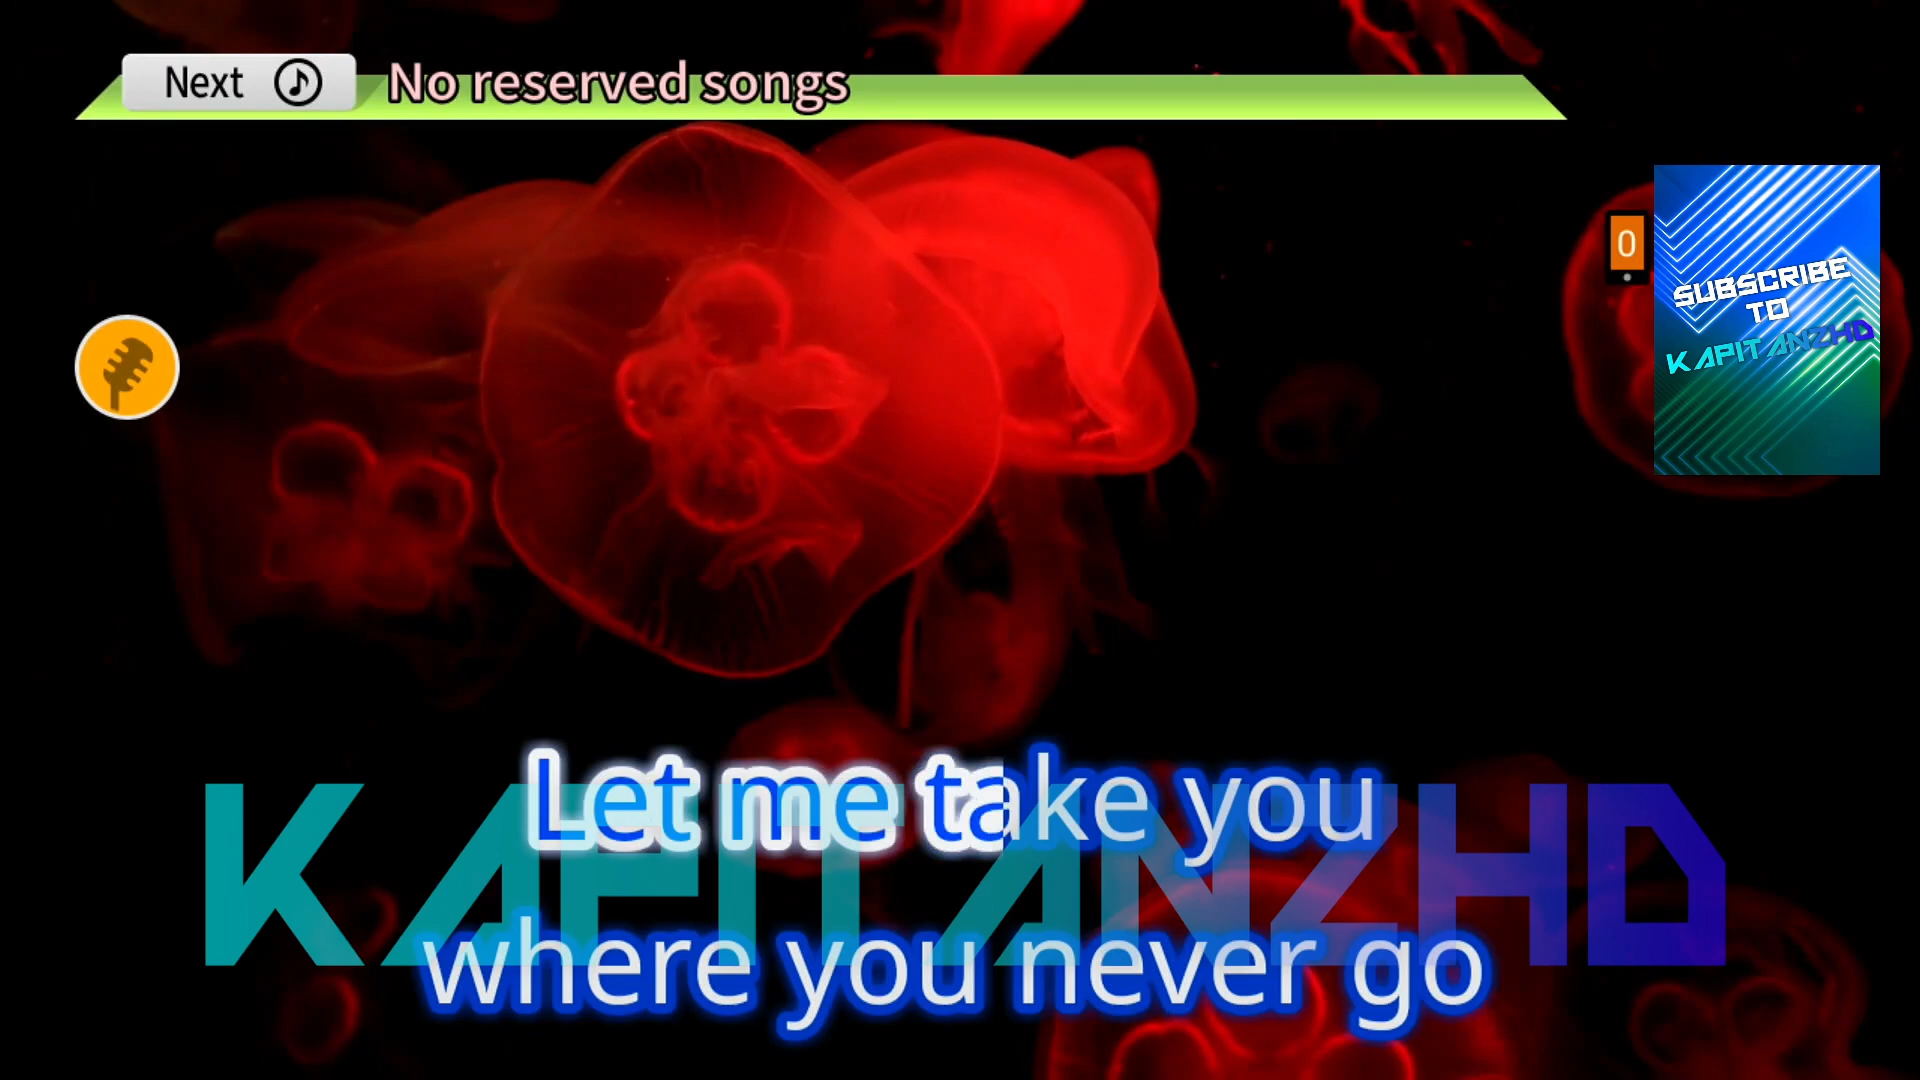 Next
No reserved songs
0
SUBSCRIBE
TO
KAPITANZHD
Let me take you
KAPITANZHD
where you never go